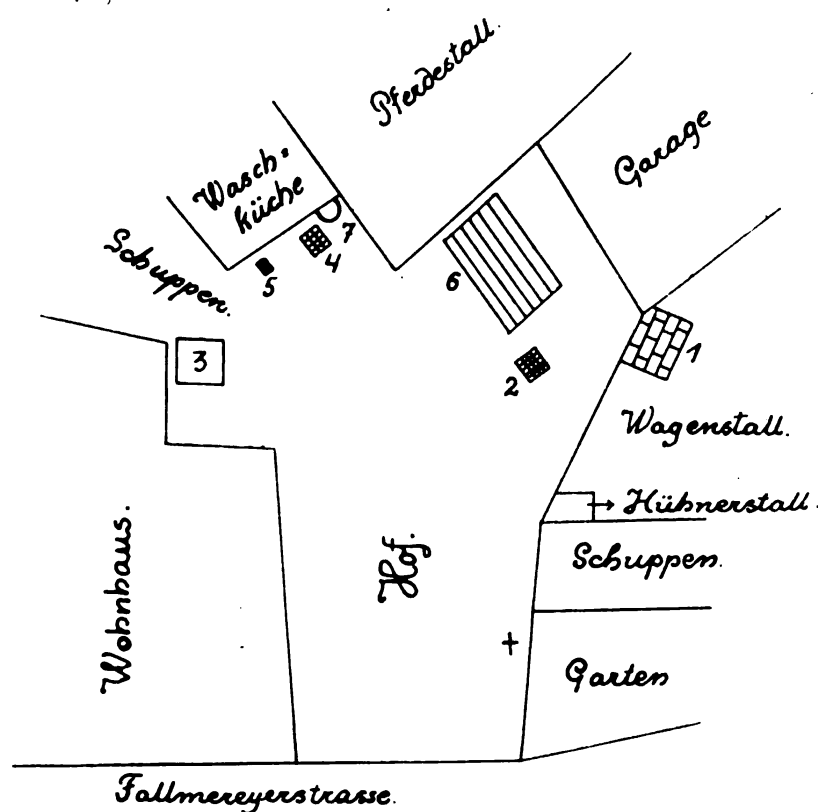 Pferdestall.
Garage
Wasch=
küche
7
4
Schuppen.
5
6
3
1
2
Wagenstall.
→ Hühnerstall.
Schuppen.
Hof.
Wohnhaus.
+
Garten
Fallmereyerstrasse.